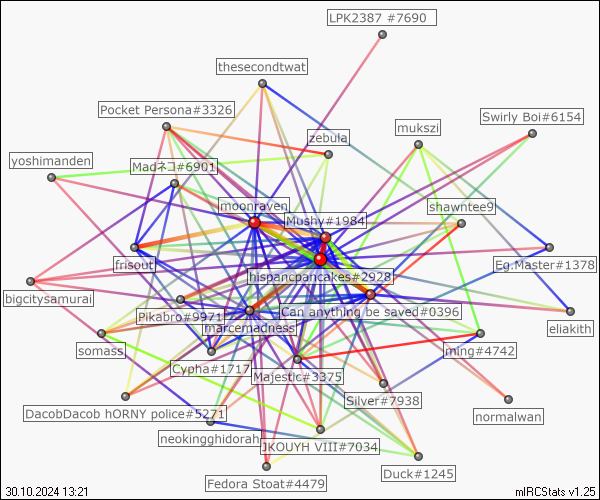 LPK2387 #7690
thesecondtwat
Pocket Persona#3326
Swirly Boi#6154
mukszi
zebula
yoshimanden
Madネコ#6901
moonraven
shawntee9
Mushy#1984
frisout
Eg.Master#1378
hispancpancakes#2928
bigcitysamurai
Pikabro#9971
Can anything be saved#0396
eliakith
marcemadness
somass
ming#4742
Cypha#1717
Majestic#3375
Silver#7938
DacobDacob hORNY police#5271
normalwan
neokingghidorah
JKOUYH VIII#7034
Duck#1245
Fedora Stoat#4479
30.10.2024 13:21
mIRCStats v1.25